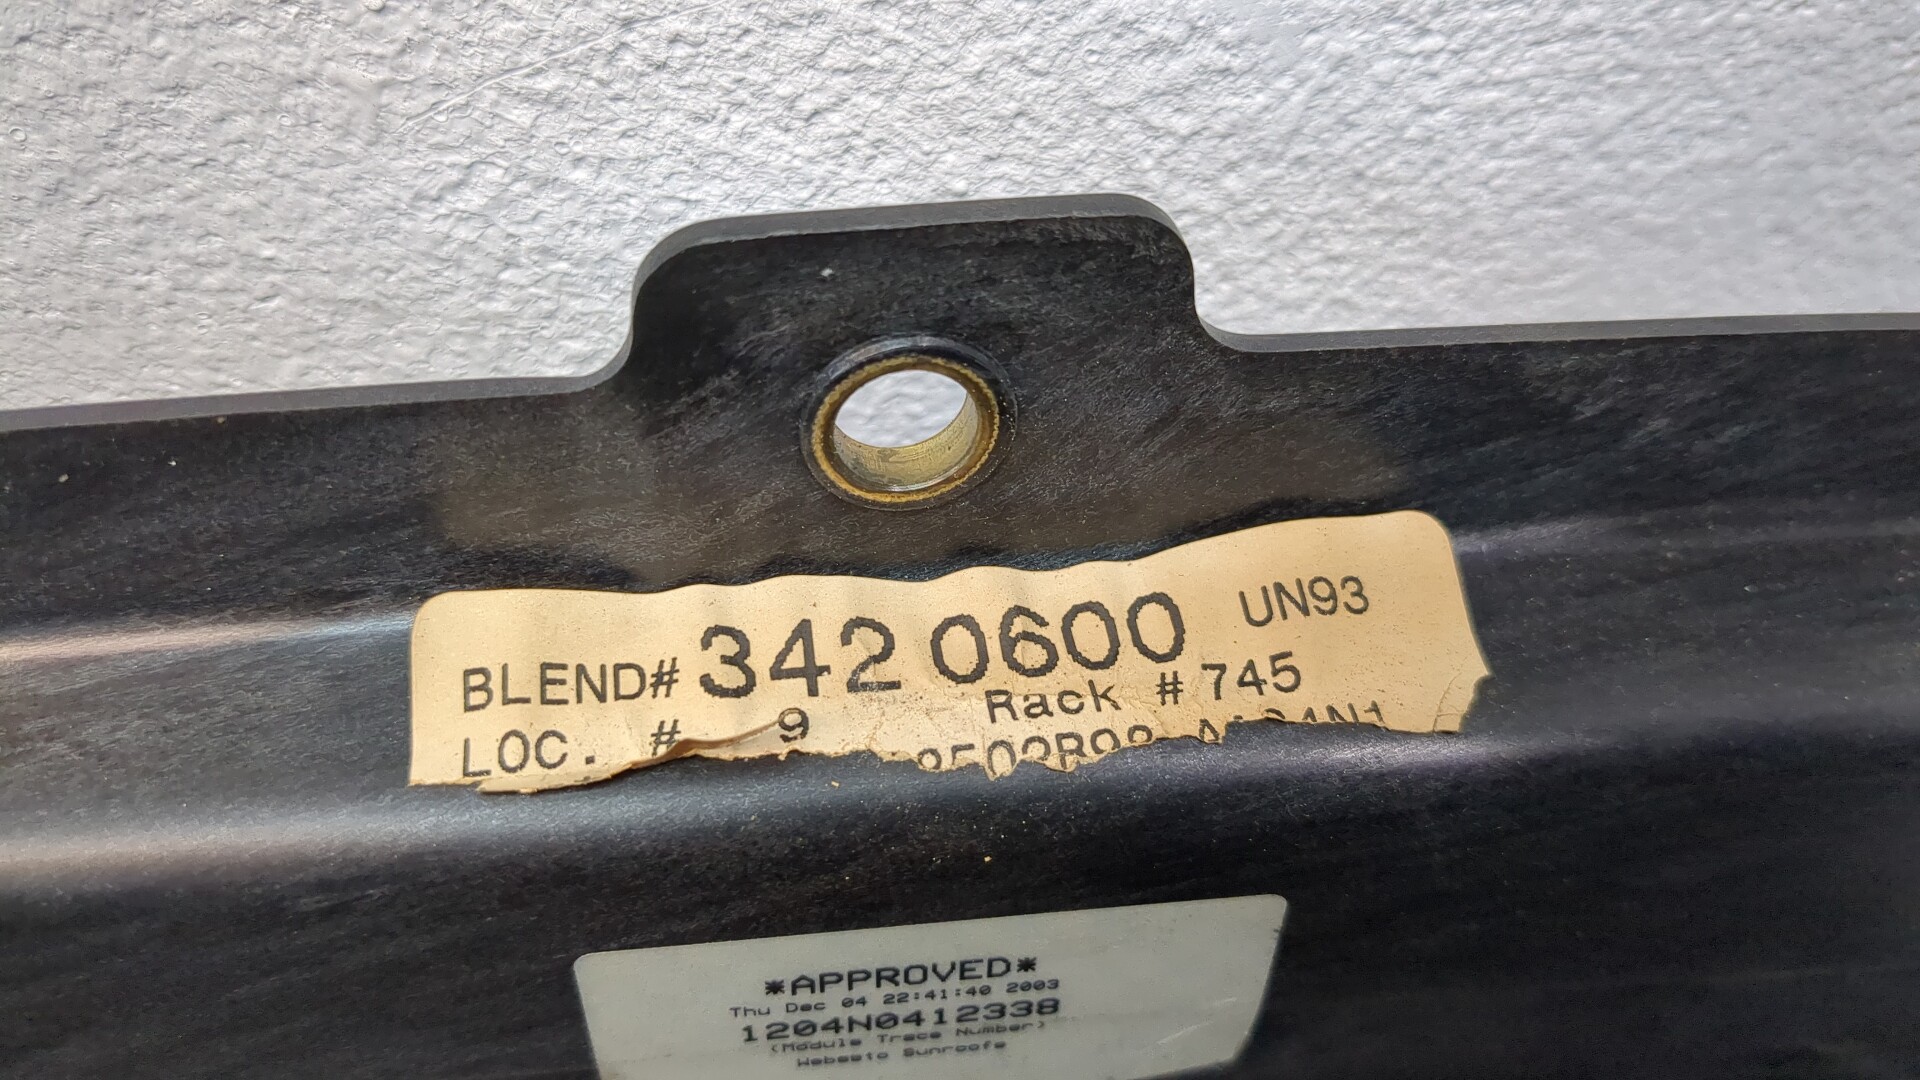 BLEND# 342 0600 UN93
LOC. # 9 Rack # 745
*APPROVED*
Thu Dec 04 22:41:40 2003
1204N0412338
(Module Trace Number)
Webasto Sunroofs